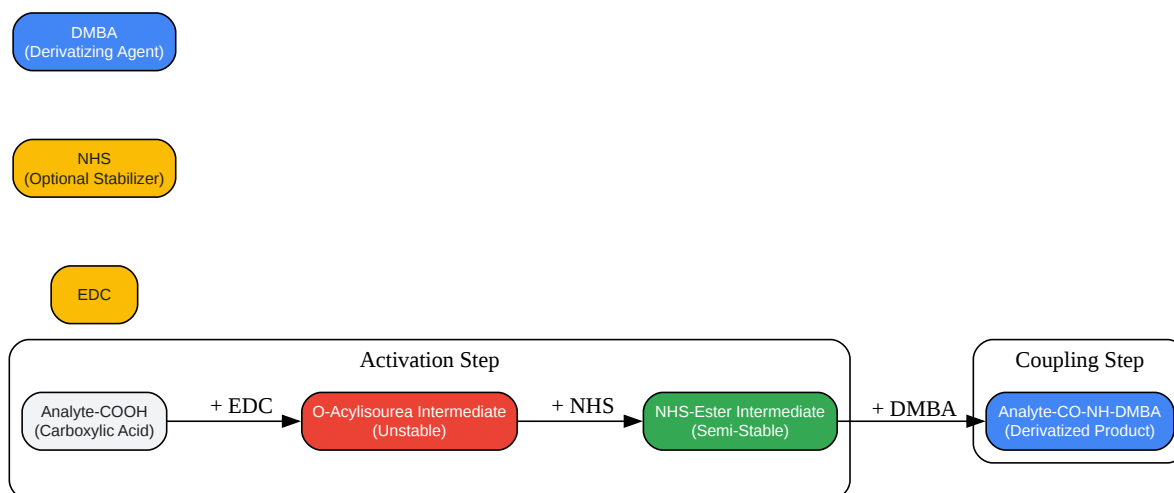 DMBA
(Derivatizing Agent)
NHS
(Optional Stabilizer)
EDC
Activation Step
Coupling Step
Analyte-COOH
(Carboxylic Acid)
+ EDC
O-Acylisourea Intermediate
(Unstable)
+ NHS
NHS-Ester Intermediate
(Semi-Stable)
+ DMBA
Analyte-CO-NH-DMBA
(Derivatized Product)